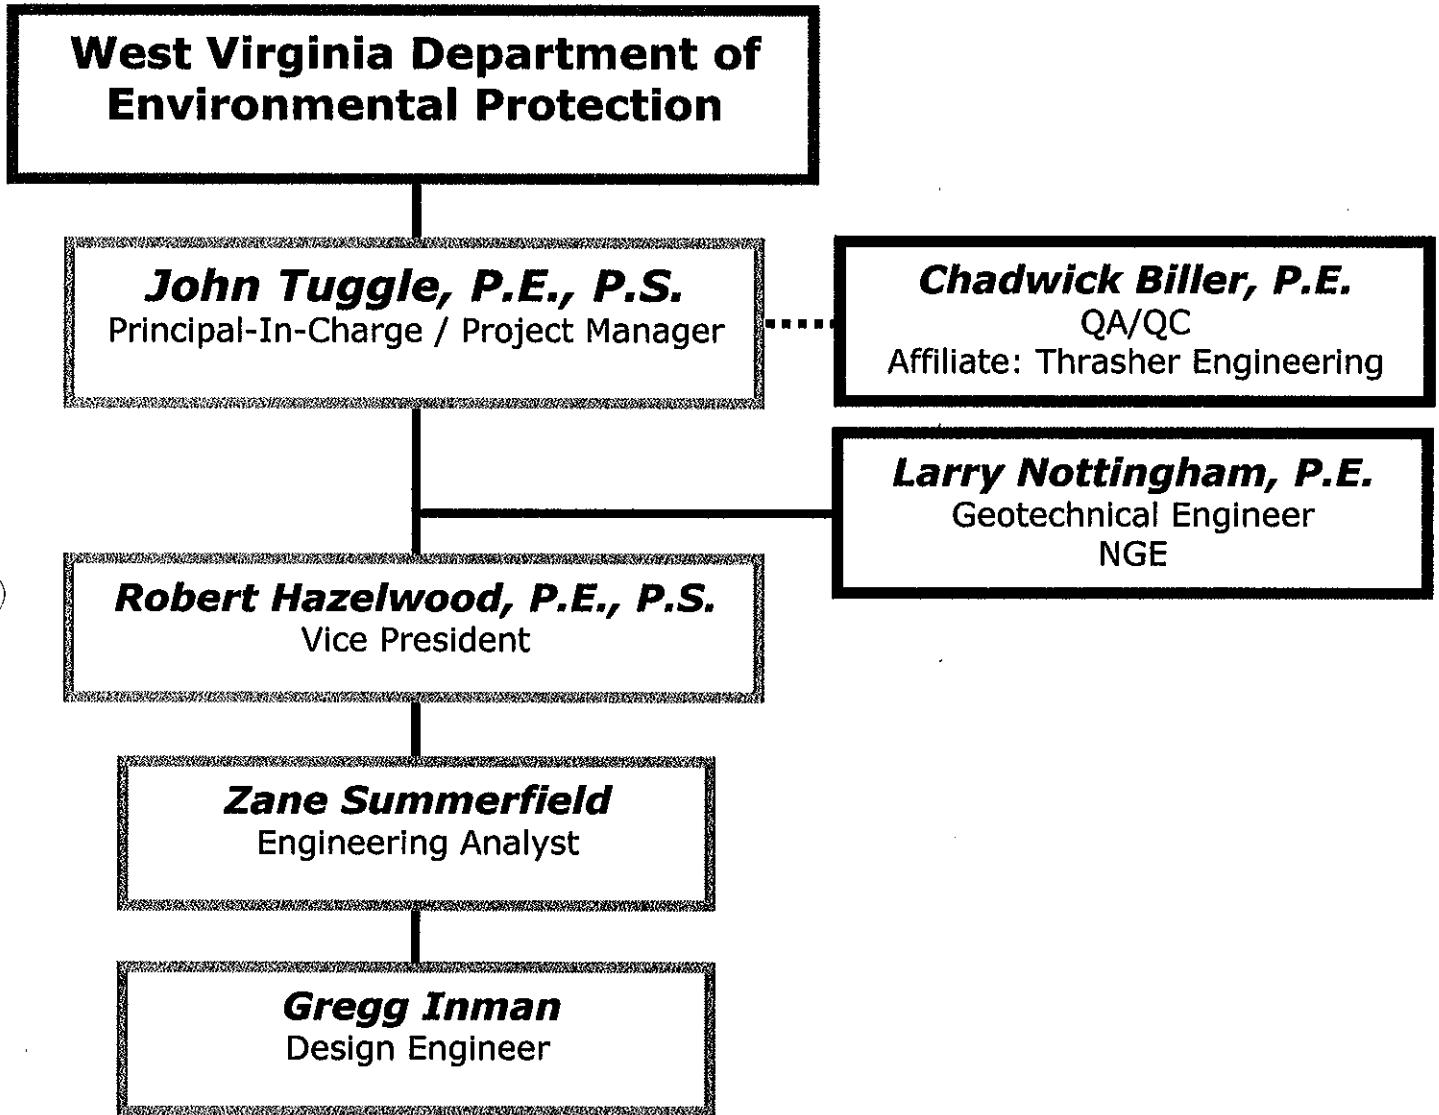 West Virginia Department of
Environmental Protection
John Tuggle, P.E., P.S.
Principal-In-Charge / Project Manager
Chadwick Biller, P.E.
QA/QC
Affiliate: Thrasher Engineering
Larry Nottingham, P.E.
Geotechnical Engineer
NGE
Robert Hazelwood, P.E., P.S.
Vice President
Zane Summerfield
Engineering Analyst
Gregg Inman
Design Engineer